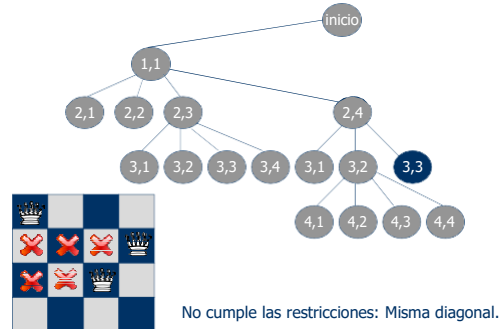 inicio
1,1
2,1 2,2 2,3 2,4
3,1 3,2 3,3 3,4 3,1 3,2 3,3
4,1 4,2 4,3 4,4
No cumple las restricciones: Misma diagonal.